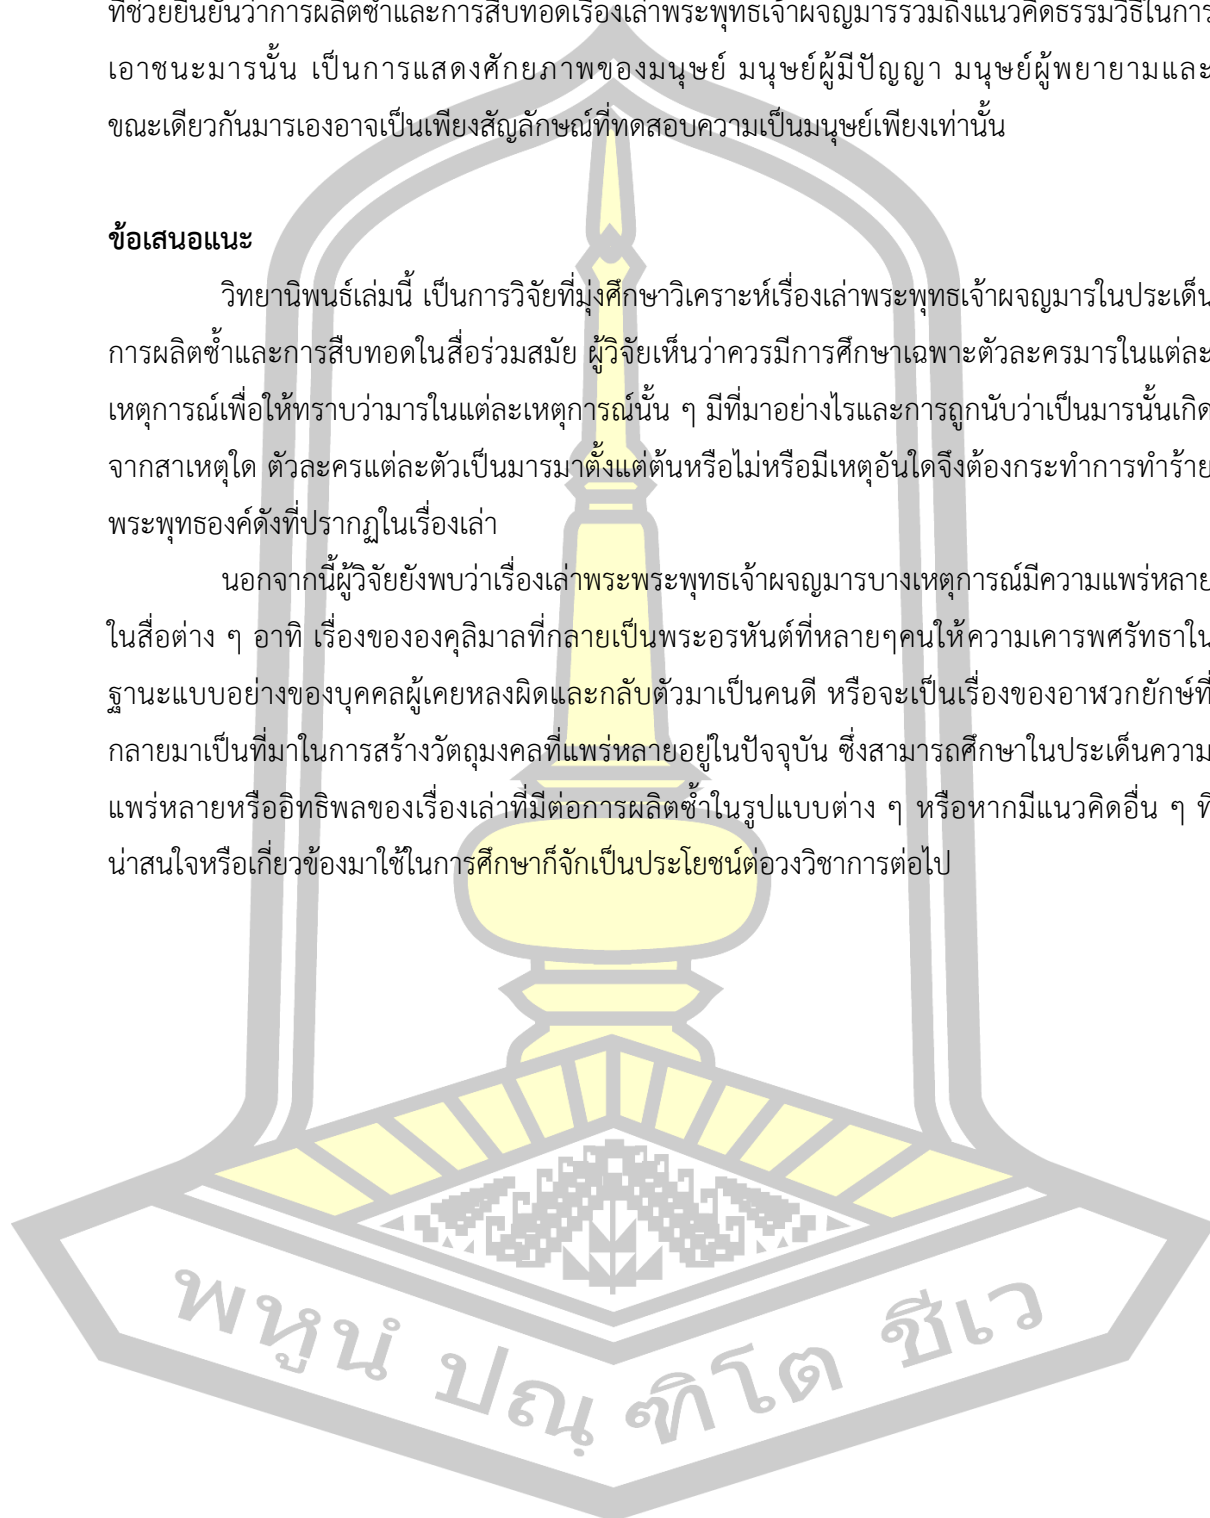 ที่ช่วยยืนยันว่าการผลิตซ้ำและการสืบทอดเรื่องเล่าพระพุทธเจ้าผจญมารรวมถึงแนวคิดธรรมวิธีในการ
เอาชนะมารนั้น เป็นการแสดงศักยภาพของมนุษย์ มนุษย์ผู้มีปัญญา มนุษย์ผู้พยายามและ
ขณะเดียวกันมารเองอาจเป็นเพียงสัญลักษณ์ที่ทดสอบความเป็นมนุษย์เพียงเท่านั้น
ข้อเสนอแนะ
วิทยานิพนธ์เล่มนี้ เป็นการวิจัยที่มุ่งศึกษาวิเคราะห์เรื่องเล่าพระพุทธเจ้าผจญมารในประเด็น
การผลิตซ้ำและการสืบทอดในสื่อร่วมสมัย ผู้วิจัยเห็นว่าควรมีการศึกษาเฉพาะตัวละครมารในแต่ละ
เหตุการณ์เพื่อให้ทราบว่ามารในแต่ละเหตุการณ์นั้น ๆ มีที่มาอย่างไรและการถูกนับว่าเป็นมารนั้นเกิด
จากสาเหตุใด ตัวละครแต่ละตัวเป็นมารมาตั้งแต่ต้นหรือไม่หรือมีเหตุอันใดจึงต้องกระทำการทำร้าย
พระพุทธองค์ดังที่ปรากฏในเรื่องเล่า
นอกจากนี้ผู้วิจัยยังพบว่าเรื่องเล่าพระพระพุทธเจ้าผจญมารบางเหตุการณ์มีความแพร่หลาย
ในสื่อต่าง ๆ อาทิ เรื่องขององคุลิมาลที่กลายเป็นพระอรหันต์ที่หลายๆคนให้ความเคารพศรัทธาใน
ฐานะแบบอย่างของบุคคลผู้เคยหลงผิดและกลับตัวมาเป็นคนดี หรือจะเป็นเรื่องของอาฬวกยักษ์ที่
กลายมาเป็นที่มาในการสร้างวัตถุมงคลที่แพร่หลายอยู่ในปัจจุบัน ซึ่งสามารถศึกษาในประเด็นความ
แพร่หลายหรืออิทธิพลของเรื่องเล่าที่มีต่อการผลิตซ้ำในรูปแบบต่าง ๆ หรือหากมีแนวคิดอื่น ๆ ที่
น่าสนใจหรือเกี่ยวข้องมาใช้ในการศึกษาก็จักเป็นประโยชน์ต่อวงวิชาการต่อไป
พหูนํ ปณฺฑิโต ชีเว